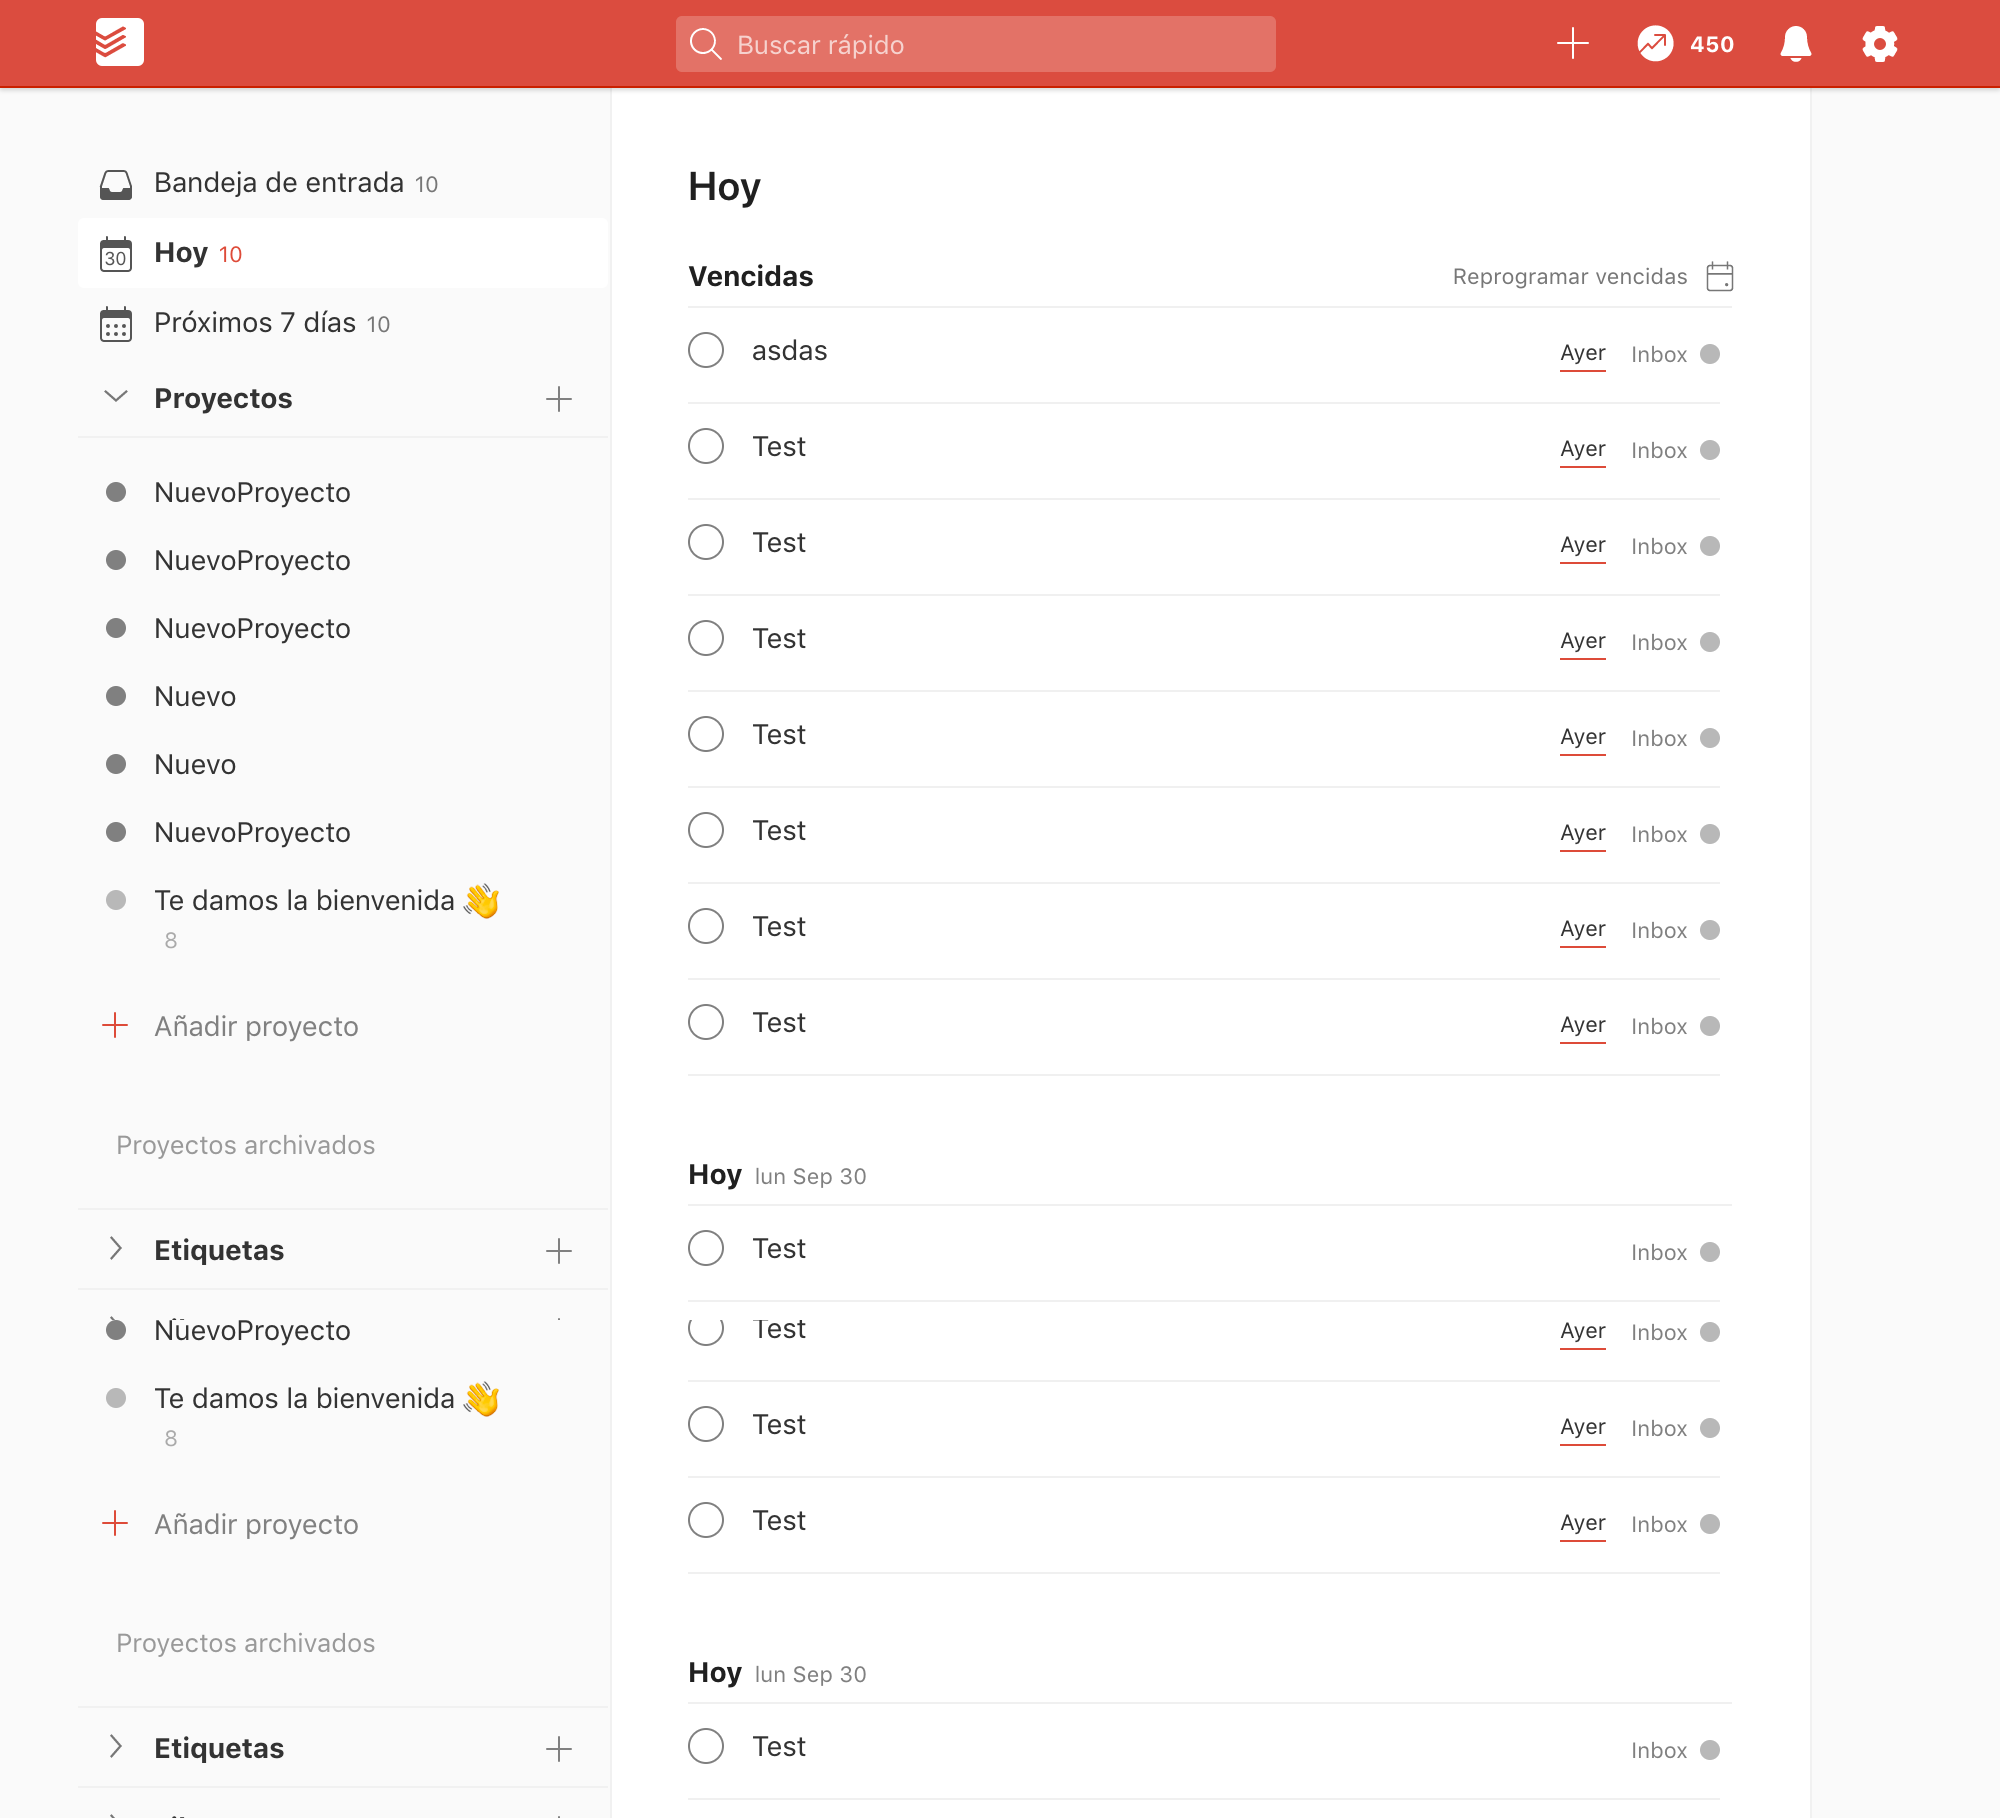 Buscar rápido
450
Bandeja de entrada 10
30
Hoy 10
Próximos 7 días 10
Proyectos
NuevoProyecto
NuevoProyecto
NuevoProyecto
Nuevo
Nuevo
NuevoProyecto
Te damos la bienvenida 👋
8
Añadir proyecto
Proyectos archivados
Etiquetas
NuevoProyecto
Te damos la bienvenida 👋
8
Añadir proyecto
Proyectos archivados
Etiquetas
Hoy
Vencidas Reprogramar vencidas
asdas Ayer Inbox
Test Ayer Inbox
Test Ayer Inbox
Test Ayer Inbox
Test Ayer Inbox
Test Ayer Inbox
Test Ayer Inbox
Test Ayer Inbox
Hoy lun Sep 30
Test Inbox
Test Ayer Inbox
Test Ayer Inbox
Test Ayer Inbox
Hoy lun Sep 30
Test Inbox